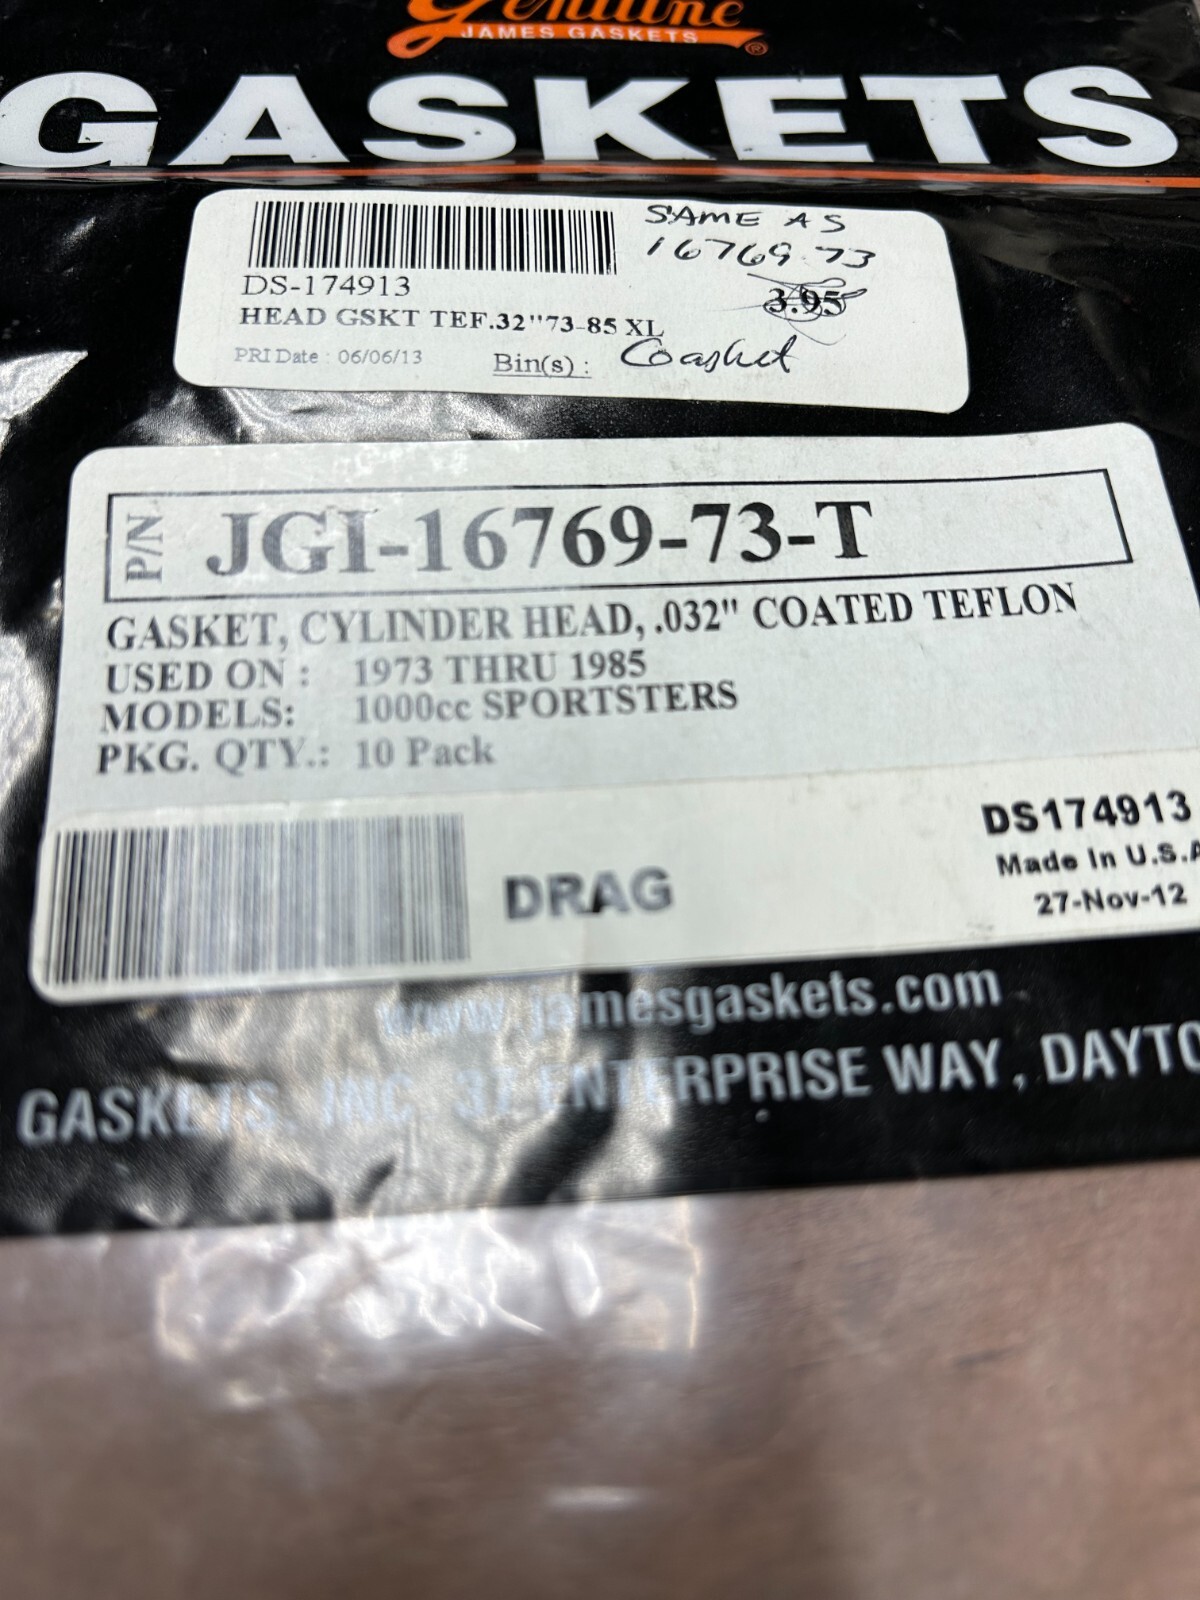 Genuine
JAMES GASKETS
®
GASKETS
SAME AS
16769-73
DS-174913
3.95
HEAD GSKT TEF.32"73-85 XL
PRI Date : 06/06/13 Bin(s) :
P/N JGI-16769-73-T
GASKET, CYLINDER HEAD, .032" COATED TEFLON
USED ON : 1973 THRU 1985
MODELS: 1000cc SPORTSTERS
PKG. QTY.: 10 Pack
DS174913
DRAG Made In U.S.A
27-Nov-12
www.jamesgaskets.com
GASKETS, INC. ENTERPRISE WAY, DAYTO